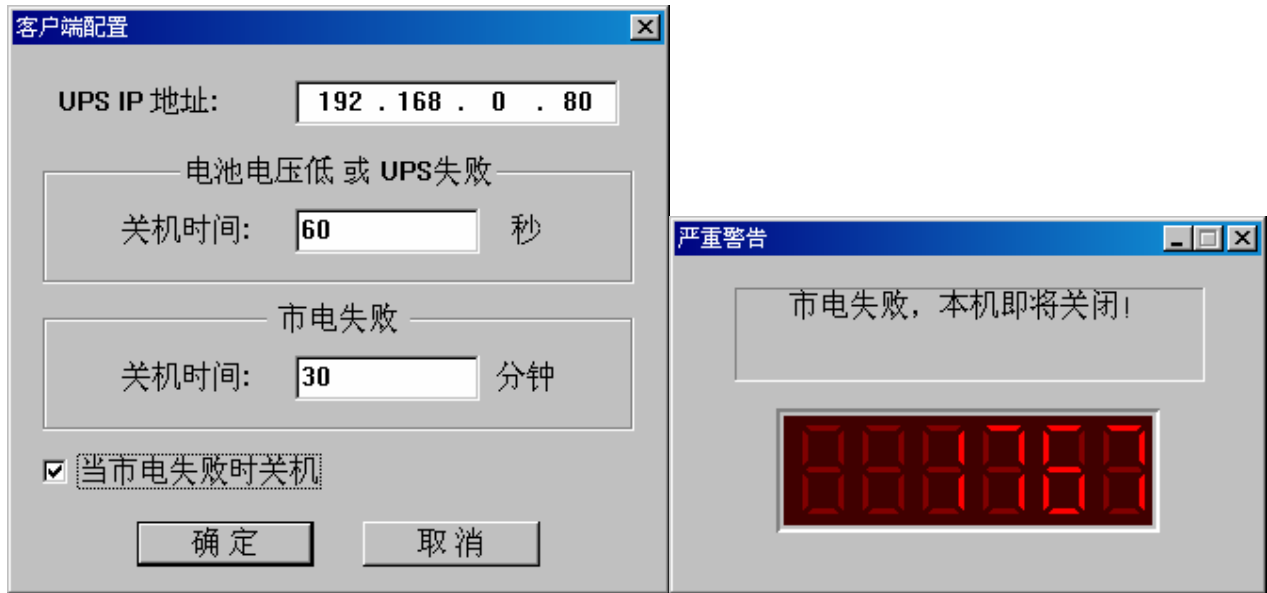 客户端配置
UPS IP 地址: 192 . 168 . 0 . 80
电池电压低 或 UPS失败
关机时间: 60 秒
市电失败
关机时间: 30 分钟
当市电失败时关机
确 定 取 消
严重警告
市电失败，本机即将关闭！
1761